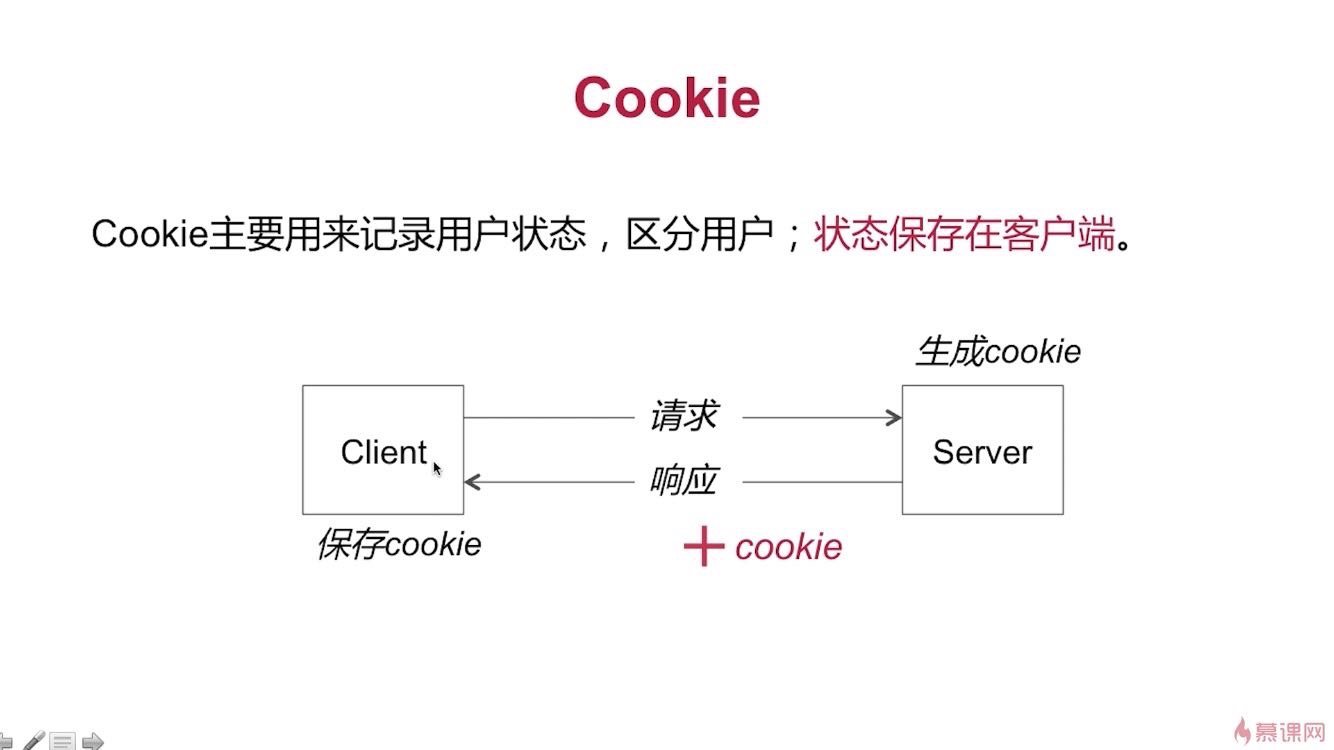 Cookie
Cookie主要用来记录用户状态，区分用户；状态保存在客户端。
生成cookie
请求
Client
Server
响应
保存cookie
+ cookie
慕课网